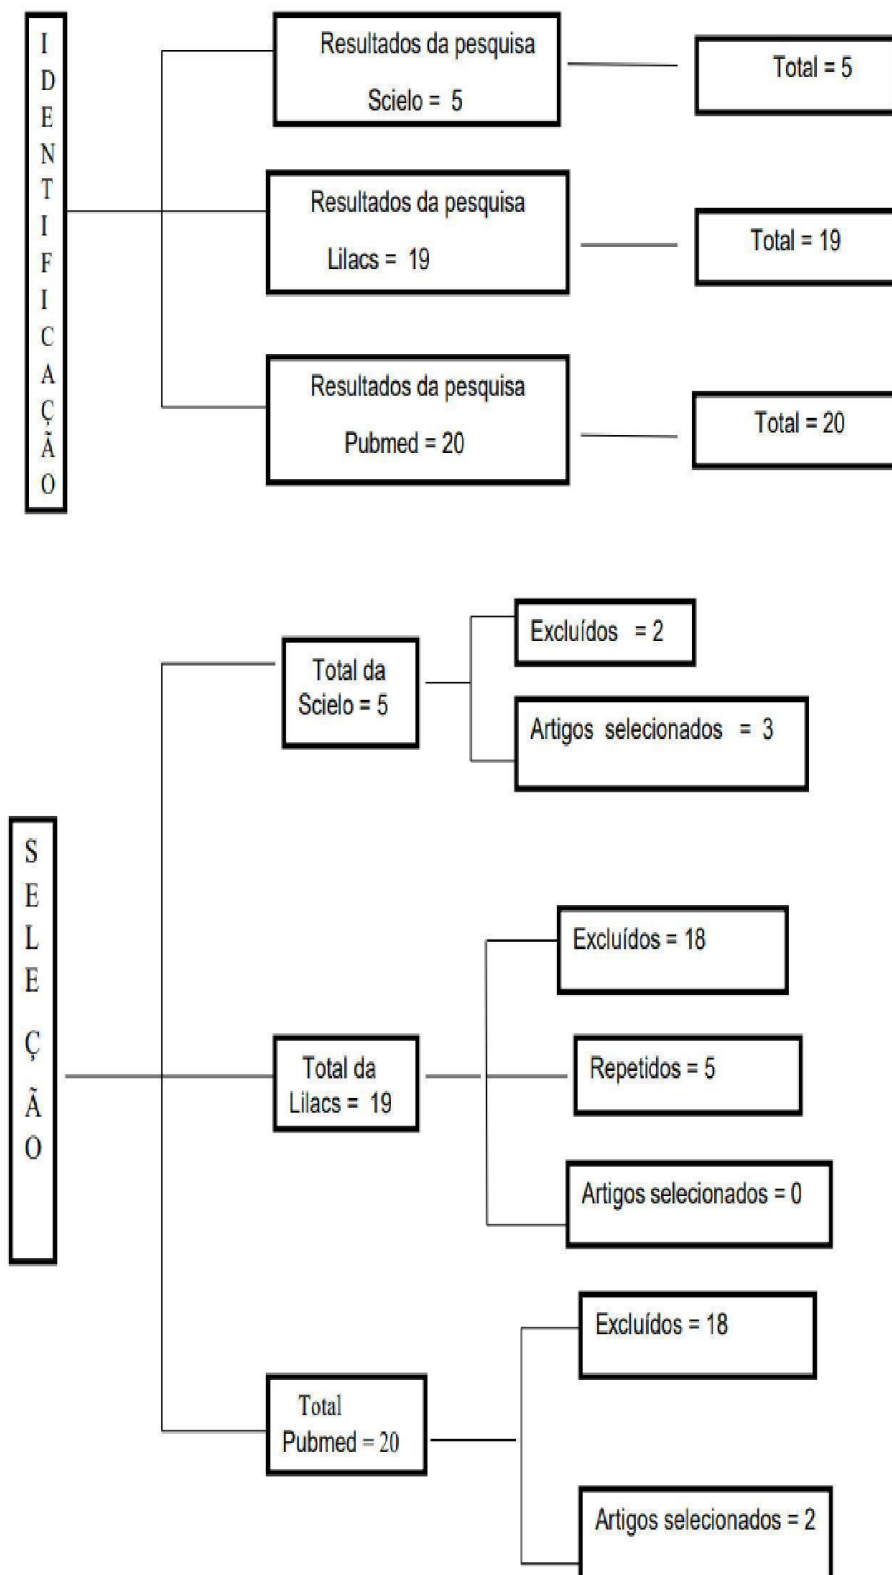 IDENTIFICAÇÃO
Resultados da pesquisa
Scielo = 5
Total = 5
Resultados da pesquisa
Lilacs = 19
Total = 19
Resultados da pesquisa
Pubmed = 20
Total = 20
SELEÇÃO
Total da
Scielo = 5
Excluídos = 2
Artigos selecionados = 3
Total da
Lilacs = 19
Excluídos = 18
Repetidos = 5
Artigos selecionados = 0
Total
Pubmed = 20
Excluídos = 18
Artigos selecionados = 2